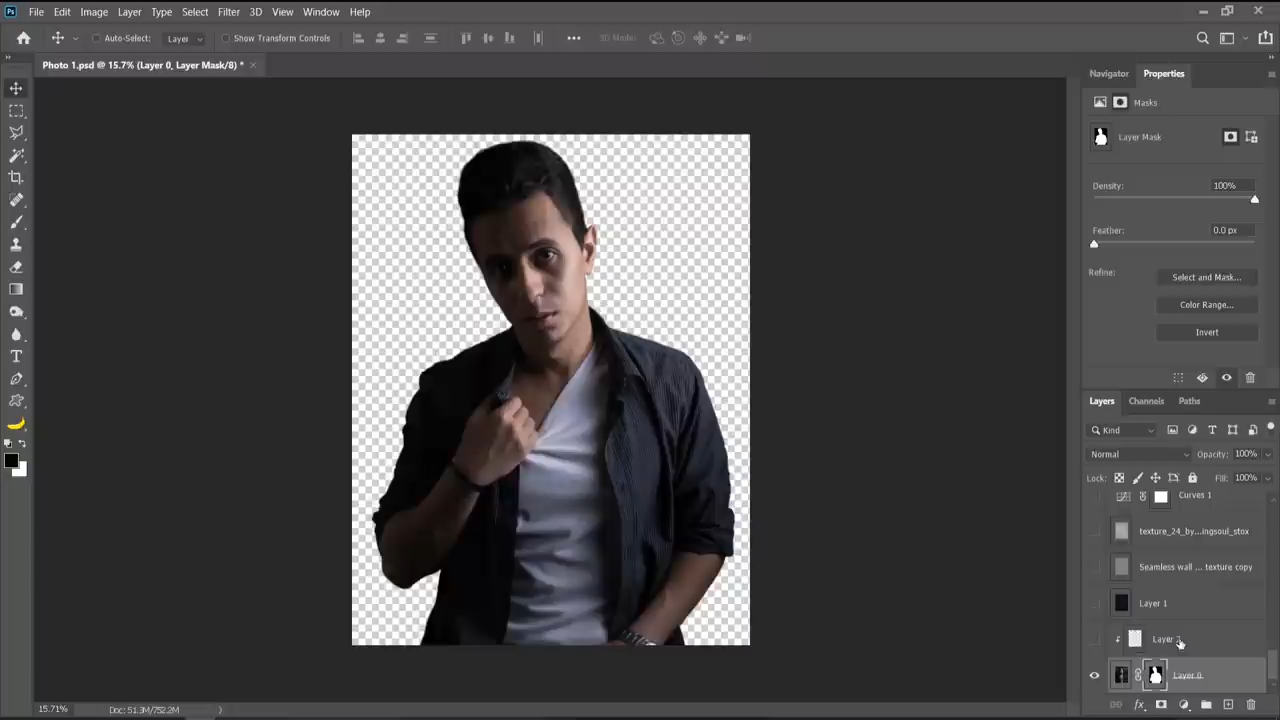 Ps File Edit Image Layer Type Select Filter 3D View Window Help
Auto-Select: Layer Show Transform Controls 3D Mode:
Photo 1.psd @ 15.7% (Layer 0, Layer Mask/8) *
Navigator Properties
Masks
Layer Mask
Density: 100%
Feather: 0.0 px
Refine: Select and Mask...
Color Range...
Invert
Layers Channels Paths
Kind
Normal Opacity: 100%
Lock: Fill: 100%
Curves 1
texture_24_by...ingsoul_stox
Seamless wall ... texture copy
Layer 1
Layer
Layer 0
15.71% Doc: 51.3M/752.2M